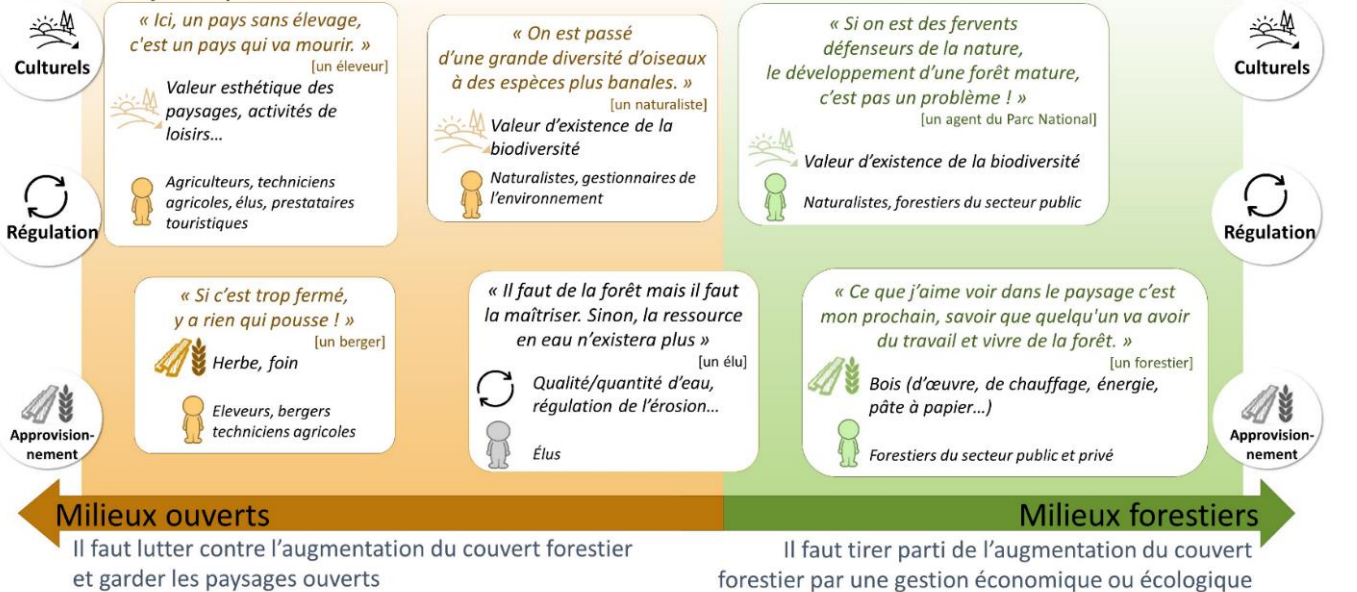 Culturels
« Ici, un pays sans élevage,
c'est un pays qui va mourir. »
[un éleveur]
Valeur esthétique des
paysages, activités de
loisirs...
Agriculteurs, techniciens
agricoles, élus, prestataires
touristiques
« On est passé
d'une grande diversité d'oiseaux
à des espèces plus banales. »
[un naturaliste]
Valeur d'existence de la
biodiversité
Naturalistes, gestionnaires de
l'environnement
« Si on est des fervents
défenseurs de la nature,
le développement d'une forêt mature,
c'est pas un problème ! »
[un agent du Parc National]
Valeur d'existence de la biodiversité
Naturalistes, forestiers du secteur public
Culturels
Régulation
Régulation
« Si c'est trop fermé,
y a rien qui pousse ! »
[un berger]
Herbe, foin
Eleveurs, bergers
techniciens agricoles
« Il faut de la forêt mais il faut
la maîtriser. Sinon, la ressource
en eau n'existera plus »
[un élu]
Qualité/quantité d'eau,
régulation de l'érosion...
Élus
« Ce que j'aime voir dans le paysage c'est
mon prochain, savoir que quelqu'un va avoir
du travail et vivre de la forêt. »
[un forestier]
Bois (d'œuvre, de chauffage, énergie,
pâte à papier...)
Forestiers du secteur public et privé
Approvision-
nement
Approvision-
nement
Milieux ouverts
Milieux forestiers
Il faut lutter contre l'augmentation du couvert forestier
et garder les paysages ouverts
Il faut tirer parti de l'augmentation du couvert
forestier par une gestion économique ou écologique